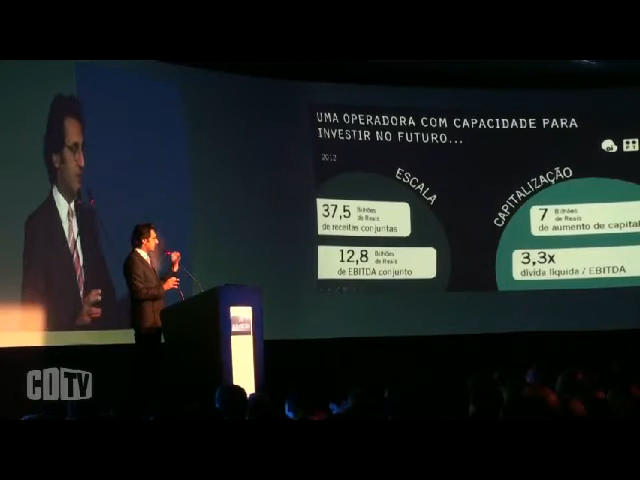 UMA OPERADORA COM CAPACIDADE PARA
INVESTIR NO FUTURO...
2012
ESCALA
37,5 Bilhões de Reais
de receitas conjuntas
12,8 Bilhões de Reais
de EBITDA conjunto
CAPITALIZAÇÃO
7 Bilhões de Reais
de aumento de capital
3,3x
dívida líquida / EBITDA
oi
CDTV